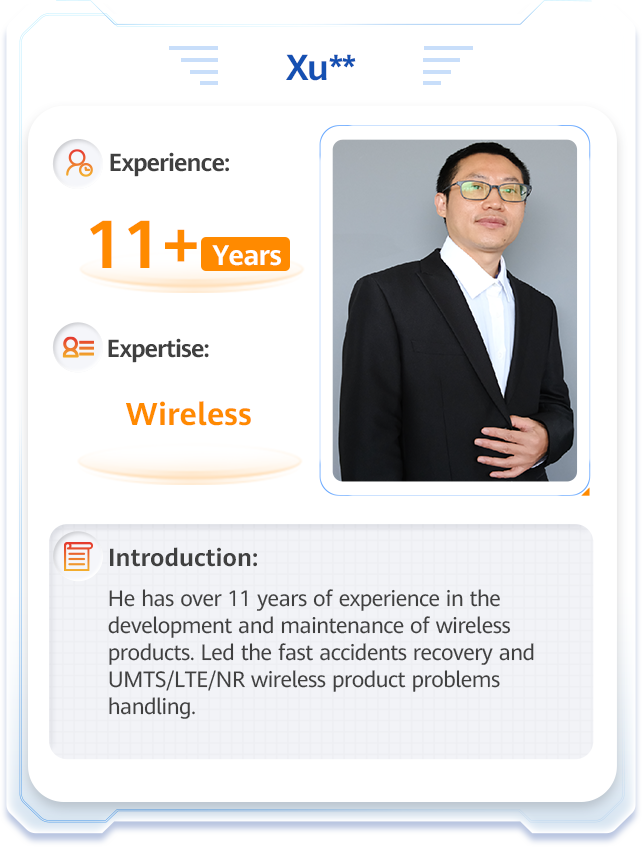 Xu**
Experience:
11+ Years
Expertise:
Wireless
Introduction:
He has over 11 years of experience in the
development and maintenance of wireless
products. Led the fast accidents recovery and
UMTS/LTE/NR wireless product problems
handling.